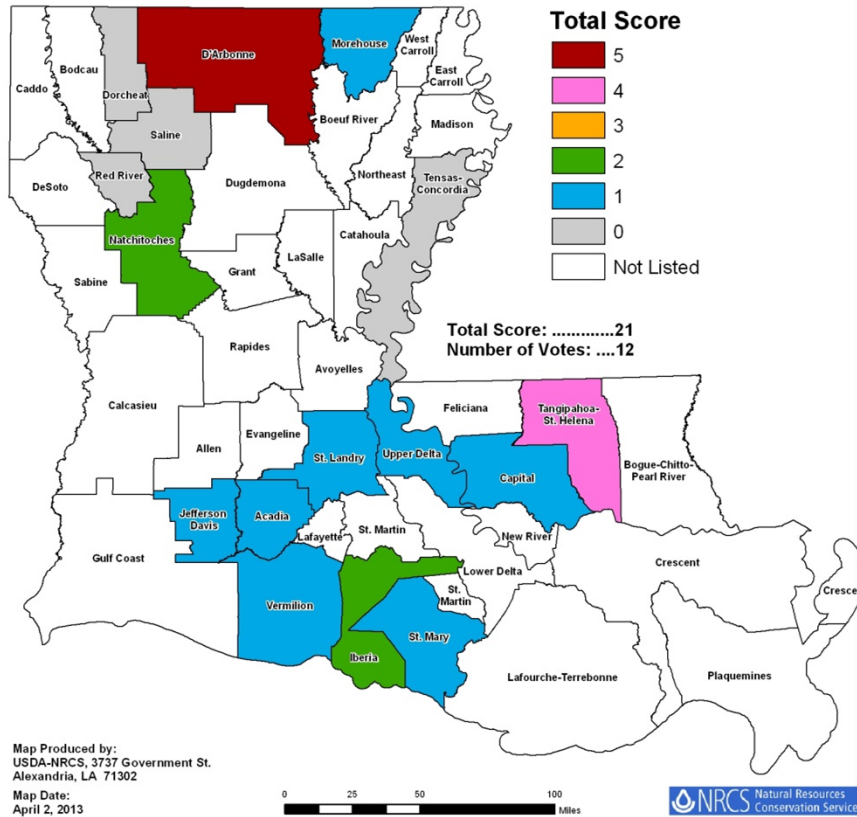 Total Score
5
4
3
2
1
0
Not Listed
Total Score: .............21
Number of Votes: ....12
Caddo
Bodcau
Dorcheat
D'Arbonne
Morehouse
West
Carroll
East
Carroll
Saline
Boeuf River
Madison
DeSoto
Red River
Dugdemona
Northeast
Tensas-
Concordia
Natchitoches
Sabine
Grant
LaSalle
Catahoula
Rapides
Avoyelles
Calcasieu
Allen
Evangeline
St. Landry
Upper Delta
Feliciana
Tangipahoa-
St. Helena
Capital
Bogue-Chitto-
Pearl River
Jefferson
Davis
Acadia
Lafayette
St. Martin
New River
Gulf Coast
Lower Delta
Crescent
Cresce
Vermilion
St.
Martin
St. Mary
Iberia
Lafourche-Terrebonne
Plaquemines
Map Produced by:
USDA-NRCS, 3737 Government St.
Alexandria, LA 71302
Map Date:
April 2, 2013
0 25 50 100
Miles
NRCS Natural Resources
Conservation Service